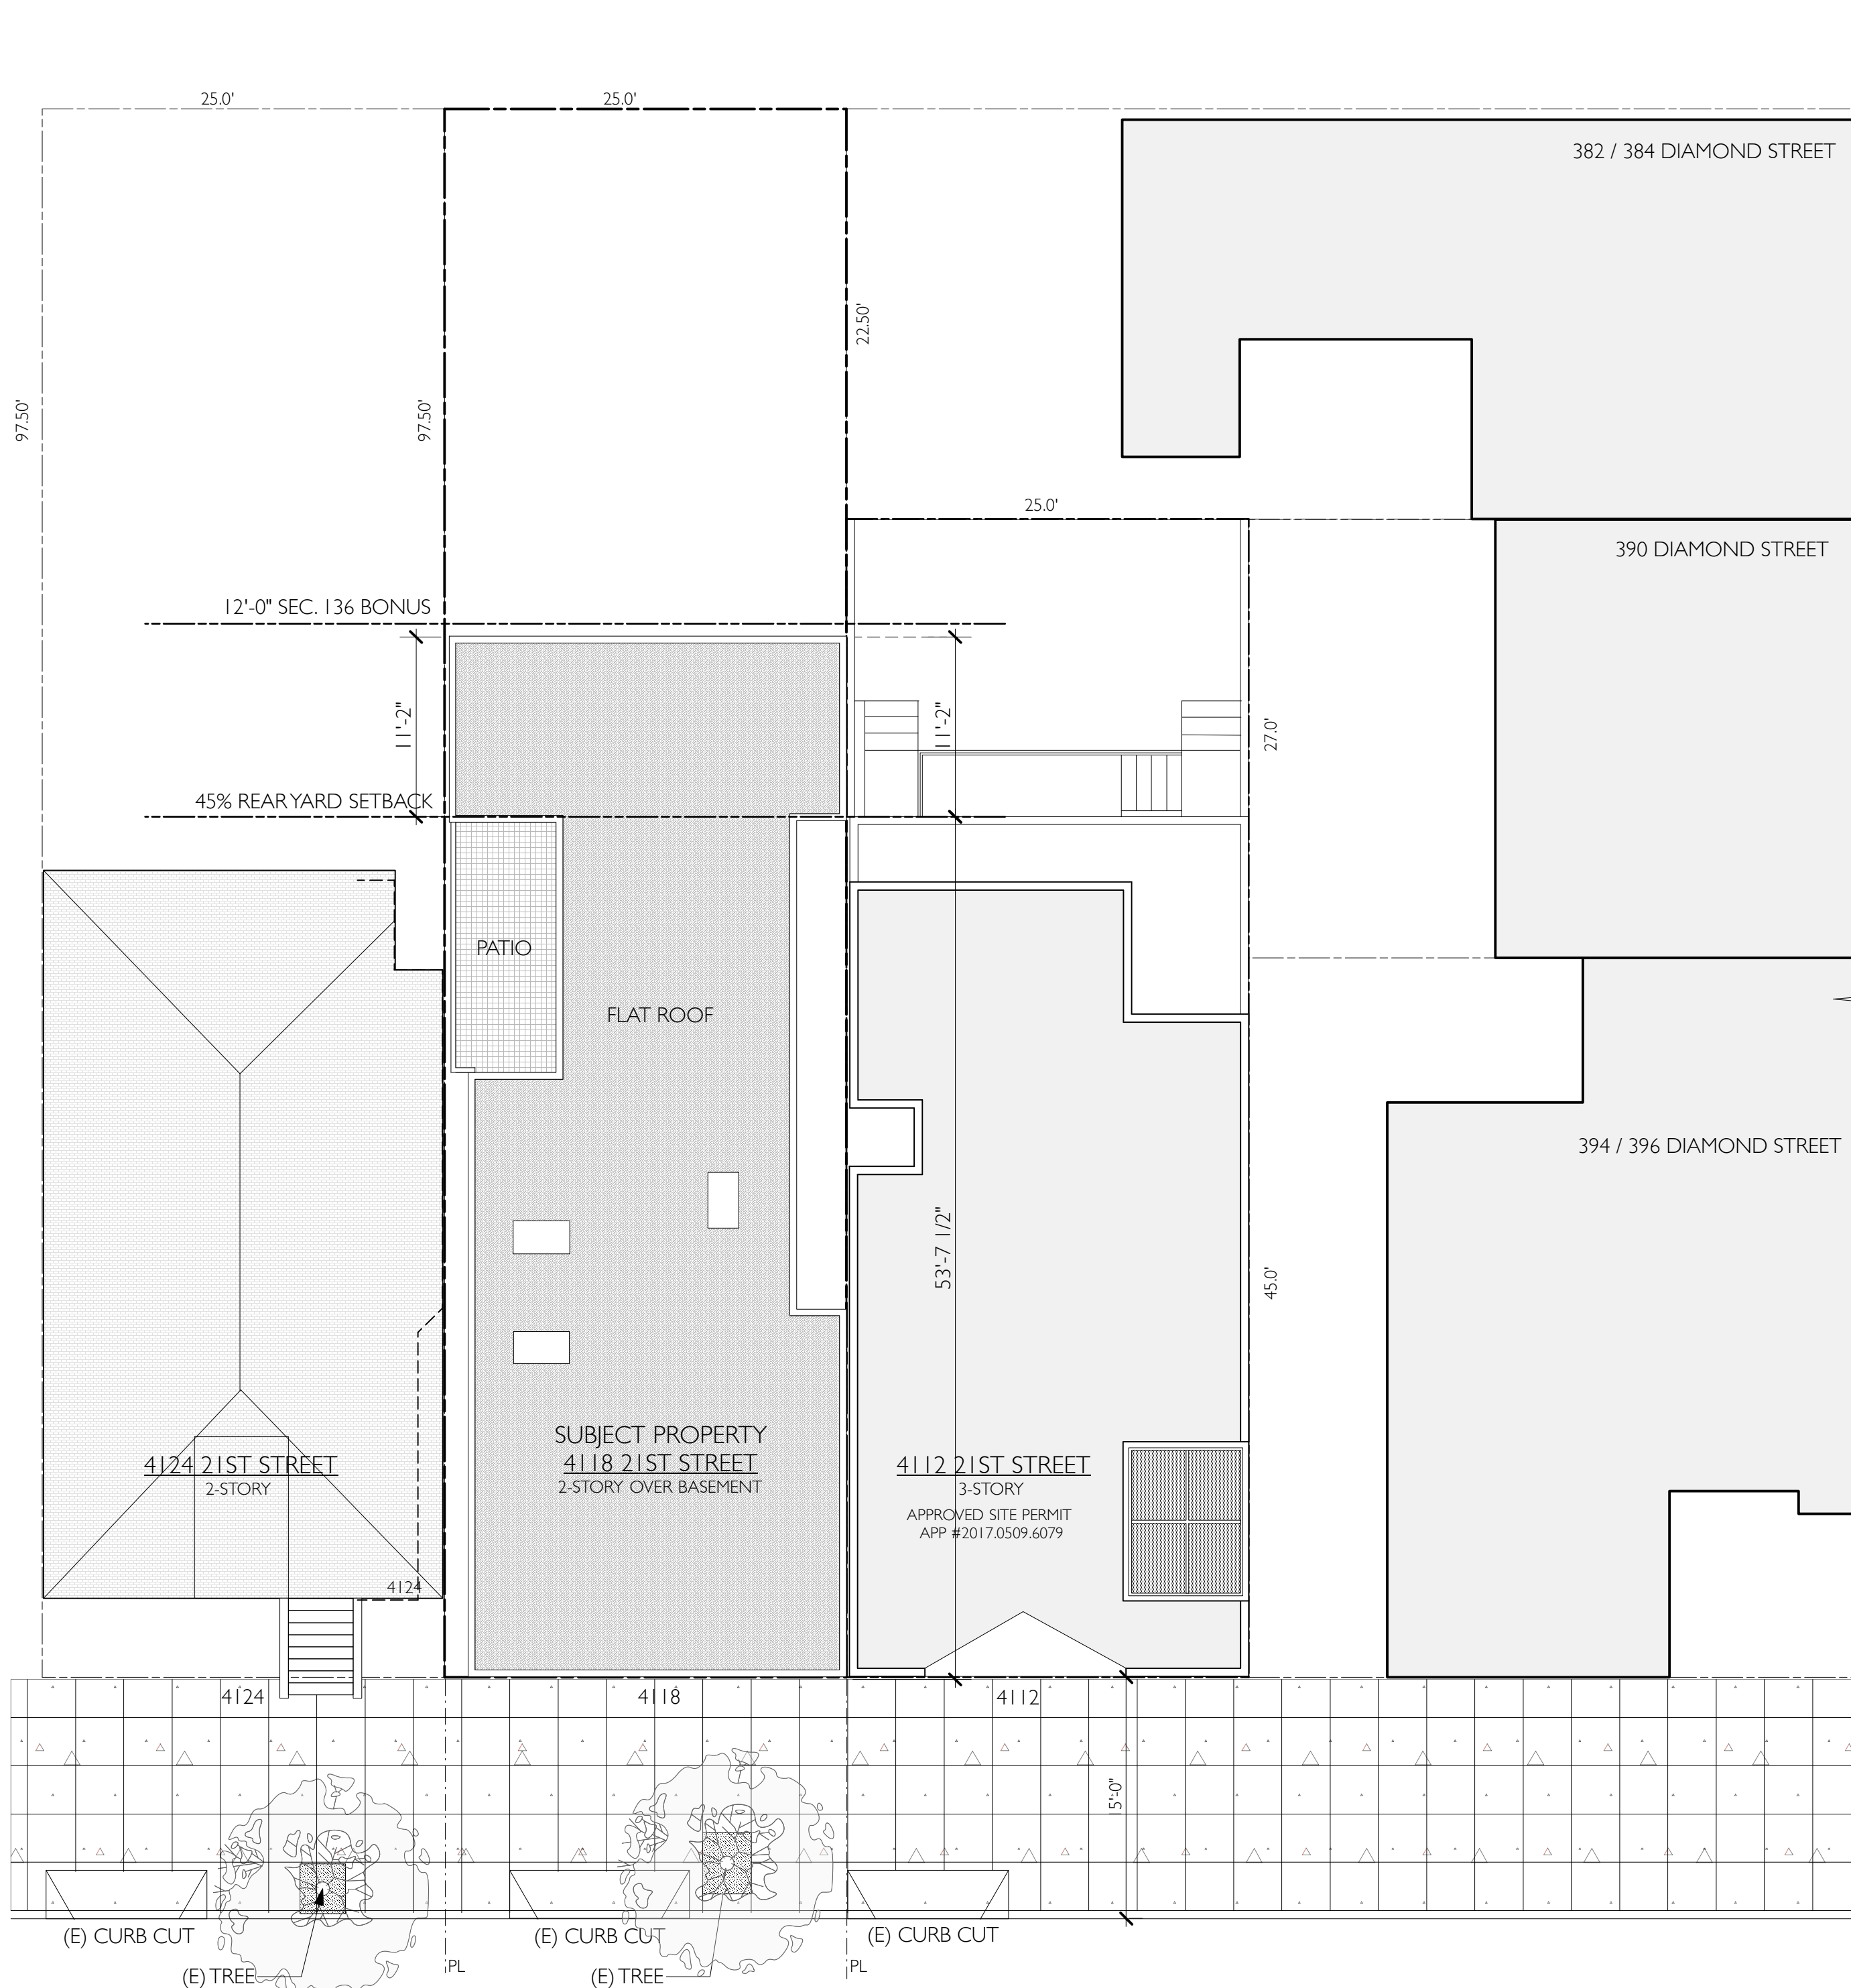 25.0'
25.0'
382 / 384 DIAMOND STREET
22.50'
97.50'
97.50'
25.0'
390 DIAMOND STREET
12'-0" SEC. 136 BONUS
11'-2"
11'-2"
27.0'
45% REAR YARD SETBACK
PATIO
FLAT ROOF
394 / 396 DIAMOND STREET
53'-7 1/2"
45.0'
SUBJECT PROPERTY
4118 21ST STREET
2-STORY OVER BASEMENT
4124 21ST STREET
2-STORY
4112 21ST STREET
3-STORY
APPROVED SITE PERMIT
APP #2017.0509.6079
4124
4124
4118
4112
5'-0"
(E) CURB CUT
(E) CURB CUT
(E) CURB CUT
PL
PL
(E) TREE
(E) TREE